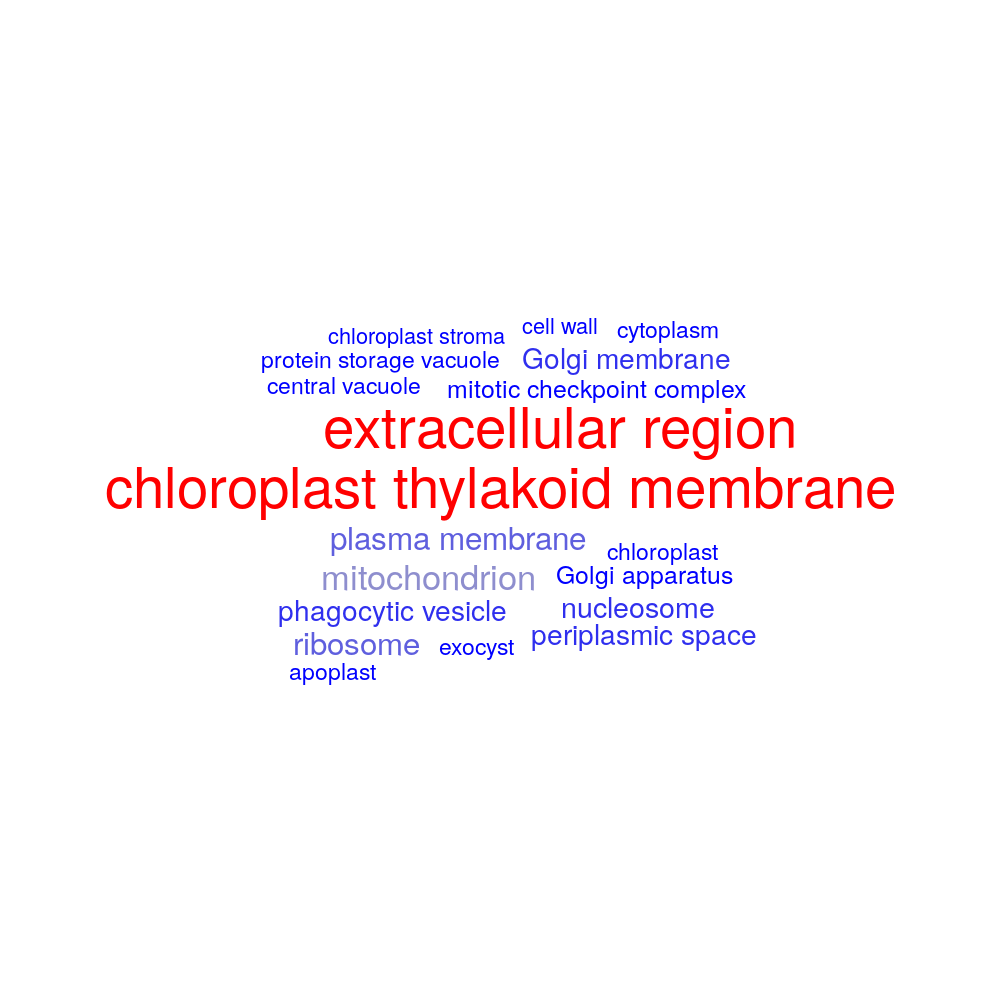 chloroplast stroma cell wall cytoplasm
protein storage vacuole Golgi membrane
central vacuole mitotic checkpoint complex
extracellular region
chloroplast thylakoid membrane
plasma membrane chloroplast
mitochondrion Golgi apparatus
phagocytic vesicle nucleosome
ribosome exocyst periplasmic space
apoplast